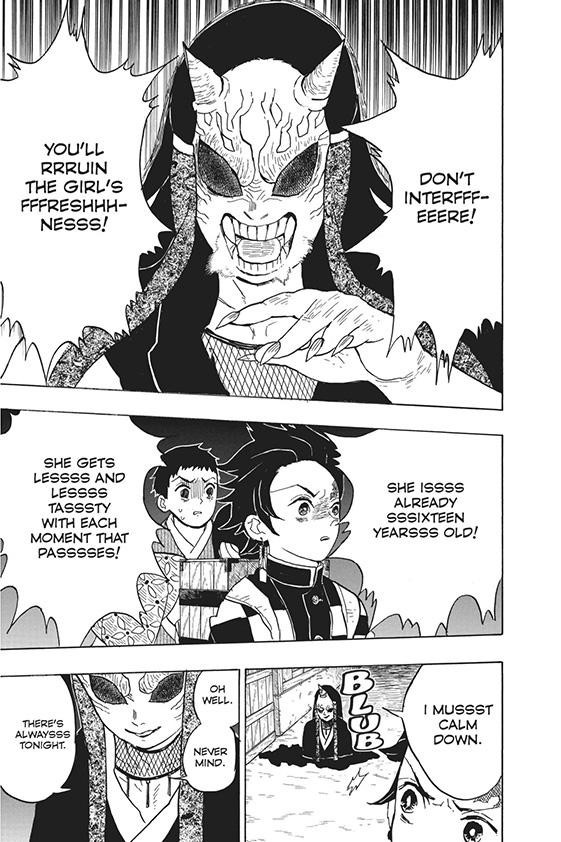 DON'T
INTERFFF-
EEERE!
YOU'LL
RRRUIN
THE GIRL'S
FFFRESHHH-
NESSS!
SHE ISSSS
ALREADY
SSSIXTEEN
YEARSSS OLD!
SHE GETS
LESSSS AND
LESSSS
TASSSTY
WITH EACH
MOMENT THAT
PASSSSES!
I MUSSST
CALM
DOWN.
BLUB
OH
WELL.
NEVER
MIND.
THERE'S
ALWAYSSS
TONIGHT.